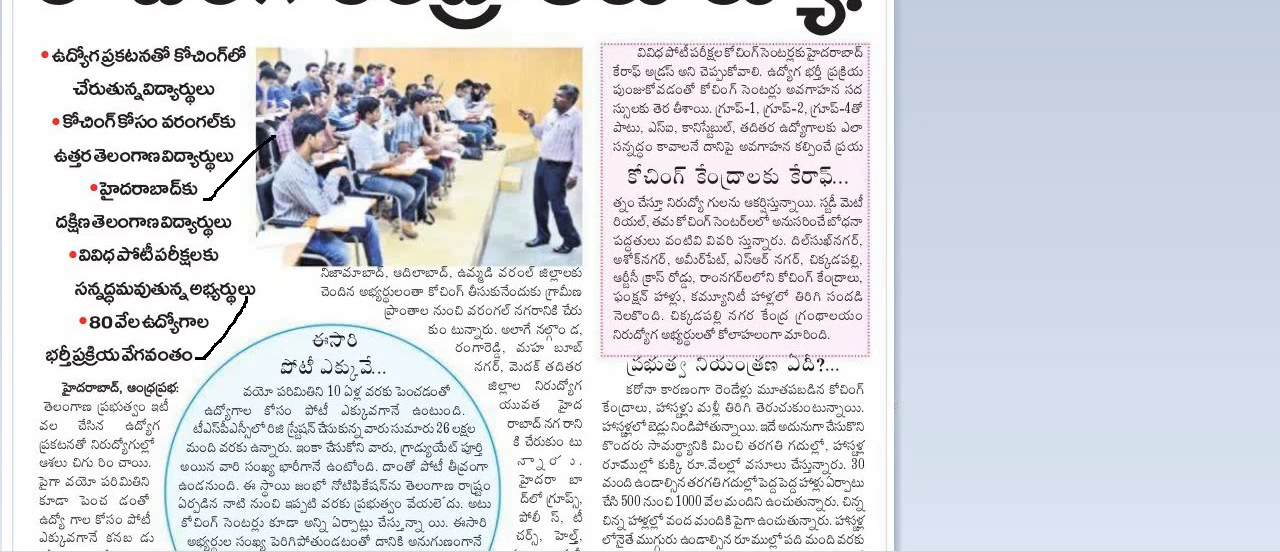 • ఉద్యోగ ప్రకటనతో కోచింగ్‌లో
చేరుతున్న విద్యార్థులు
• కోచింగ్ కోసం వరంగల్‌కు
ఉత్తర తెలంగాణ విద్యార్థులు
• హైదరాబాద్‌కు
దక్షిణ తెలంగాణ విద్యార్థులు
• వివిధ పోటీ పరీక్షలకు
సన్నద్ధమవుతున్న అభ్యర్థులు
• 80 వేల ఉద్యోగాల
భర్తీ ప్రక్రియ వేగవంతం
హైదరాబాద్, ఆంధ్రప్రభ:
తెలంగాణ ప్రభుత్వం ఇటీ
వల చేసిన ఉద్యోగ
ప్రకటనతో నిరుద్యోగుల్లో
ఆశలు చిగు రిం చాయి.
పైగా వయో పరిమితిని
కూడా పెంచ డంతో
ఉద్యో గాల కోసం పోటీ
ఎక్కువగానే కనబ డు
నిజామాబాద్, ఆదిలాబాద్, ఉమ్మడి వరంల్ జిల్లాలకు
చెందిన అభ్యర్థులంతా కోచింగ్ తీసుకునేందుకు గ్రామీణ
ప్రాంతాల నుంచి వరంగల్ నగరానికి చేరు
కుం టున్నారు. అలాగే నల్గొం డ,
రంగారెడ్డి, మహ బూబ్
నగర్, మెదక్ తదితర
జిల్లాల నిరుద్యోగ
యువత హైద
రాబాద్ నగ రాని
కి చేరుకుం టు
న్నా ర ు.
హైదరా బా
ద్‌లో గ్రూప్స్,
పోలీ స్, టీ
చర్స్, హెల్త్,
ఈసారి
పోటీ ఎక్కువే...
వయో పరిమితిని 10 ఏళ్ల వరకు పెంచడంతో
ఉద్యోగాల కోసం పోటీ ఎక్కువగానే ఉంటుంది.
టీఎస్‌పీఎస్సీలో రిజి స్ట్రేషన్ చేసుకున్న వారు సుమారు 26 లక్షల
మంది వరకు ఉన్నారు. ఇంకా చేసుకోని వారు, గ్రాడ్యుయేట్ పూర్తి
అయిన వారి సంఖ్య భారీగానే ఉంటోంది. దాంతో పోటీ తీవ్రంగా
ఉండనుంది. ఈ స్థాయి జంభో నోటిఫికేషన్‌ను తెలంగాణ రాష్ట్రం
ఏర్పడిన నాటి నుంచి ఇప్పటి వరకు ప్రభుత్వం వేయలేదు. అటు
కోచింగ్ సెంటర్లు కూడా అన్ని ఏర్పాట్లు చేస్తు న్నా యి. ఈసారి
అభ్యర్థుల సంఖ్య పెరిగిపోతుండటంతో దానికి అనుగుణంగానే
వివిధ పోటీ పరీక్షల కోచింగ్ సెంటర్లకు హైదరాబాద్
కేరాఫ్ అడ్రస్ అని చెప్పుకోవాలి. ఉద్యోగ భర్తీ ప్రక్రియ
పుంజుకోవడంతో కోచింగ్ సెంటర్లు అవగాహన సద
స్సులకు తెర తీశాయి. గ్రూప్-1, గ్రూప్-2, గ్రూప్-4తో
పాటు, ఎస్ఐ, కానిస్టేబుల్, తదితర ఉద్యోగాలకు ఎలా
సన్నద్ధం కావాలనే దానిపై అవగాహన కల్పించే ప్రయ
కోచింగ్ కేంద్రాలకు కేరాఫ్...
త్నం చేస్తూ నిరుద్యో గులను ఆకర్షిస్తున్నాయి. స్టడీ మెటీ
రియల్, తమ కోచింగ్ సెంటర్‌లలో అనుసరించే బోధనా
పద్ధతులు వంటివి వివరి స్తున్నారు. దిల్‌సుఖ్‌నగర్,
అశోక్‌నగర్, అమీర్‌పేట్, ఎస్ఆర్ నగర్, చిక్కడపల్లి,
ఆర్టీసీ క్రాస్ రోడ్డు, రాంనగర్‌లలోని కోచింగ్ కేంద్రాలు,
ఫంక్షన్ హాళ్లు, కమ్యూనిటీ హాళ్లలో తిరిగి సందడి
నెలకొంది. చిక్కడపల్లి నగర కేంద్ర గ్రంథాలయం
నిరుద్యోగ అభ్యర్థులతో కోలాహలంగా మారింది.
ప్రభుత్వ నియంత్రణ ఏదీ?...
కరోనా కారణంగా రెండేళ్లు మూతపబడిన కోచింగ్
కేంద్రాలు, హాస్టళ్లు మళ్లీ తిరిగి తెరుచుకుంటున్నాయి.
హాస్టళ్లలో బెడ్లు నిండిపోతున్నాయి. ఇదే అదునుగా చేసుకొని
కొందరు సామర్థ్యానికి మించి తరగతి గదుల్లో, హాస్టళ్ల
రూముల్లో కుక్కి రూ.వేలల్లో వసూలు చేస్తున్నారు. 30
మంది ఉండాల్సిన తరగతి గదుల్లో పెద్ద పెద్ద హాళ్లు ఏర్పాటు
చేసి 500 నుంచి 1000 వేల మందిని ఉంచుతున్నారు. చిన్న
చిన్న హాళ్లల్లో వంద మందికి పైగా ఉంచుతున్నారు. హాస్టళ్ల
లోనైతే ముగ్గురు ఉండాల్సిన రూముల్లో పది మంది వరకు